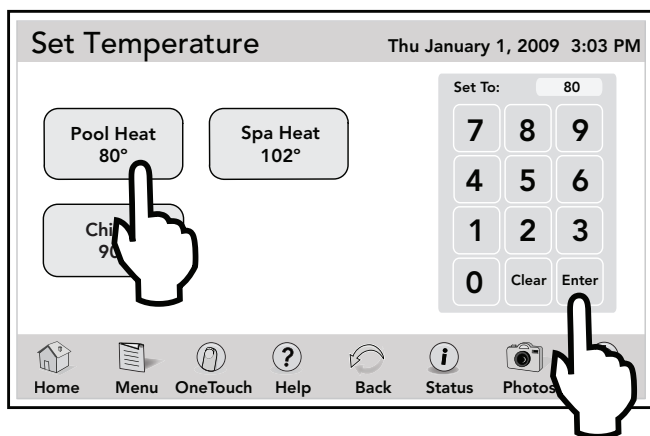 Set Temperature
Thu January 1, 2009 3:03 PM
Pool Heat
80°
Spa Heat
102°
Set To: 80
7 8 9
4 5 6
1 2 3
0 Clear Enter
Home Menu OneTouch Help Back Status Photos